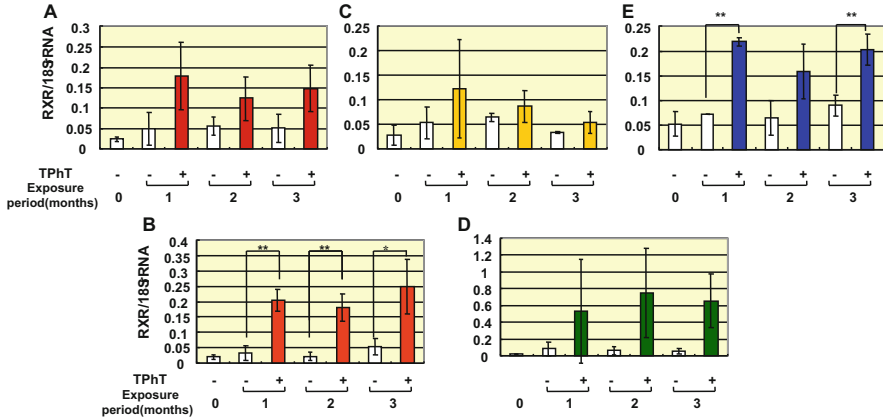 A
RXR/18SrRNA
0.3
0.25
0.2
0.15
0.1
0.05
0
TPhT - - + - + - +
Exposure
period(months) 0 1 2 3
C
0.25
0.2
0.15
0.1
0.05
0
- - + - + - +
0 1 2 3
E
** **
0.25
0.20
0.15
0.1
0.05
0
- - + - + - +
0 1 2 3
B
RXR/18SrRNA
** ** *
0.4
0.35
0.3
0.25
0.2
0.15
0.1
0.05
0
TPhT - - + - + - +
Exposure
period(months) 0 1 2 3
D
1.4
1.2
1
0.8
0.6
0.4
0.2
0
- - + - + - +
0 1 2 3